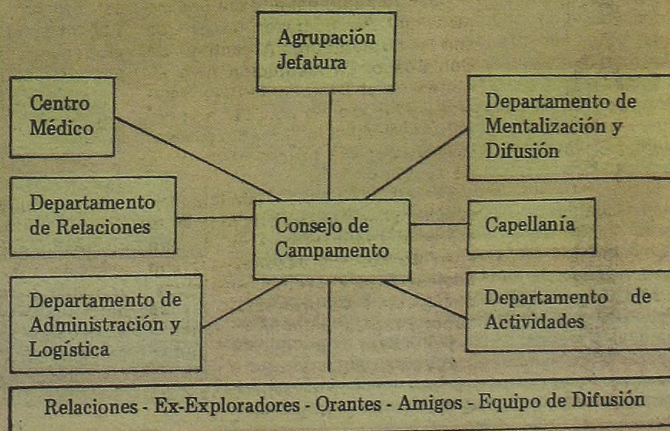 Agrupación
Jefatura
Centro
Médico
Departamento de
Mentalización y
Difusión
Departamento
de Relaciones
Consejo de
Campamento
Capellanía
Departamento de
Administración y
Logística
Departamento de
Actividades
Relaciones - Ex-Exploradores - Orantes - Amigos - Equipo de Difusión